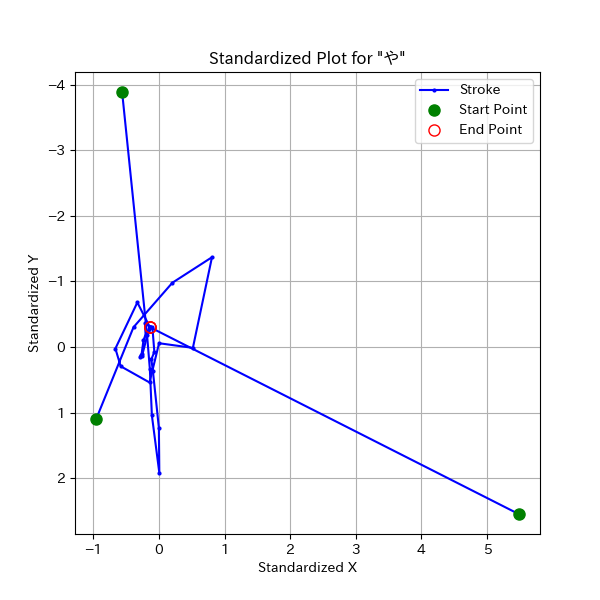 Standardized Plot for "や"
Stroke
Start Point
End Point
Standardized Y
−4
−3
−2
−1
0
1
2
−1 0 1 2 3 4 5
Standardized X